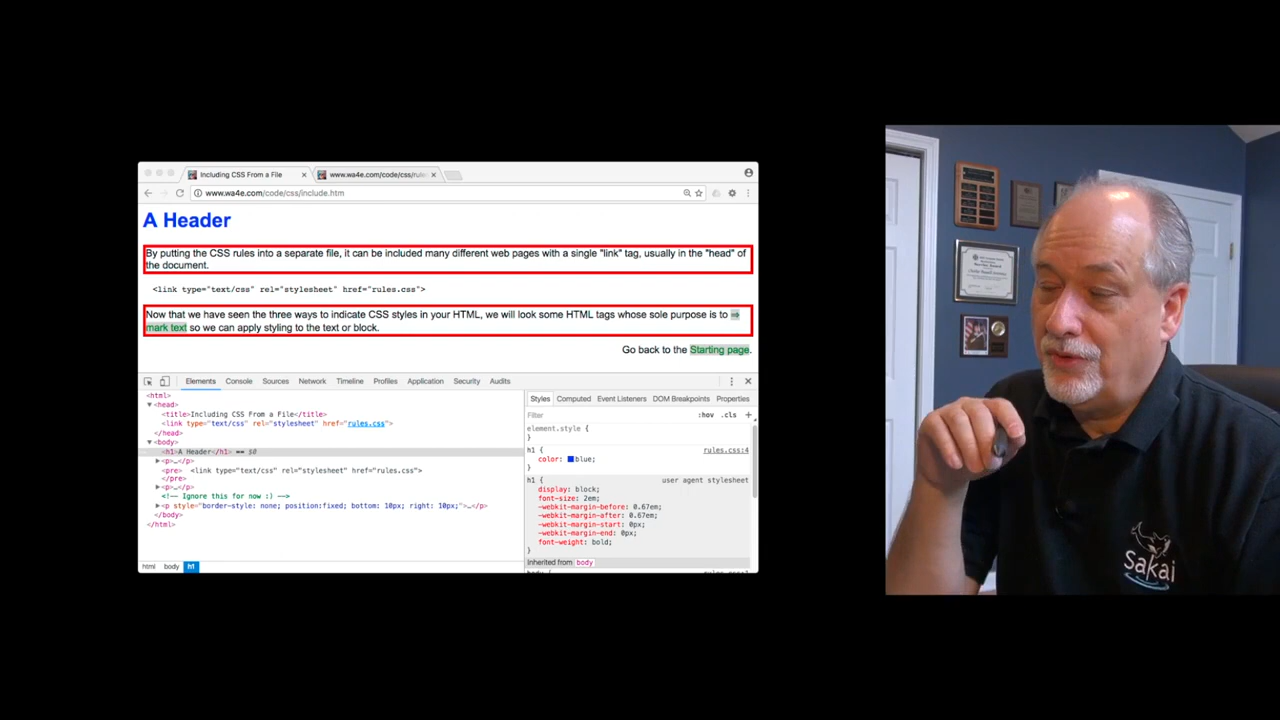 Including CSS From a File ×
www.wa4e.com/code/css/rules ×
www.wa4e.com/code/css/include.htm
A Header
By putting the CSS rules into a separate file, it can be included many different web pages with a single "link" tag, usually in the "head" of
the document.
<link type="text/css" rel="stylesheet" href="rules.css">
Now that we have seen the three ways to indicate CSS styles in your HTML, we will look some HTML tags whose sole purpose is to
mark text so we can apply styling to the text or block.
Go back to the Starting page.
Elements Console Sources Network Timeline Profiles Application Security Audits
<html>
<head>
<title>Including CSS From a File</title>
<link type="text/css" rel="stylesheet" href="rules.css">
</head>
<body>
<h1>A Header</h1> == $0
<p>…</p>
<pre> <link type="text/css" rel="stylesheet" href="rules.css">
</pre>
<p>…</p>
<!-- Ignore this for now :) -->
<p style="border-style: none; position:fixed; bottom: 10px; right: 10px;">…</p>
</body>
</html>
html body h1
Styles Computed Event Listeners DOM Breakpoints Properties
Filter :hov .cls +
element.style {
}
h1 { rules.css:4
color: blue;
}
h1 { user agent stylesheet
display: block;
font-size: 2em;
-webkit-margin-before: 0.67em;
-webkit-margin-after: 0.67em;
-webkit-margin-start: 0px;
-webkit-margin-end: 0px;
font-weight: bold;
}
Inherited from body
Sakai